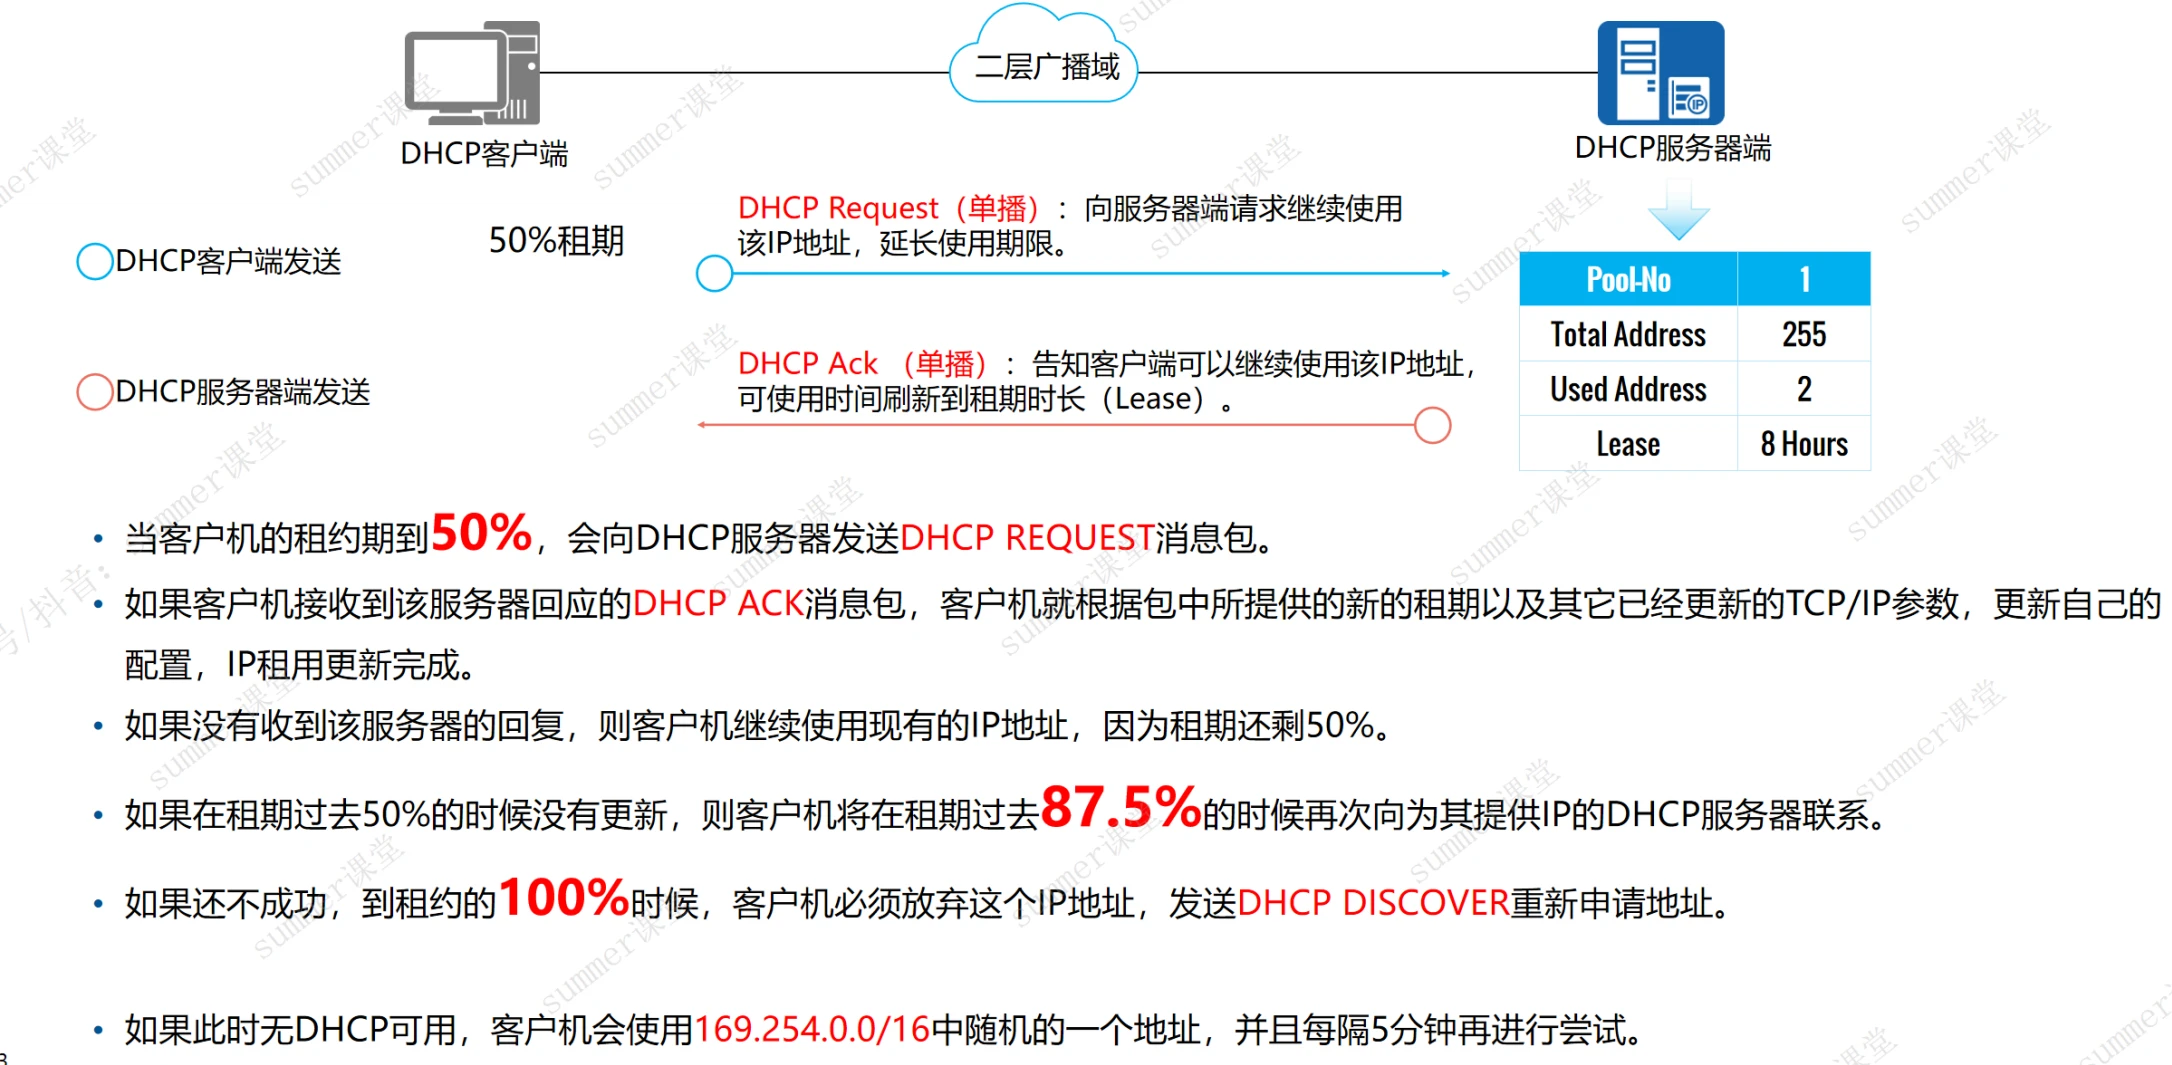 二层广播域
DHCP客户端
DHCP服务器端
DHCP客户端发送
50%租期
DHCP Request（单播）：向服务器端请求继续使用
该IP地址，延长使用期限。
DHCP服务器端发送
DHCP Ack （单播）：告知客户端可以继续使用该IP地址，
可使用时间刷新到租期时长（Lease）。
Pool-No 1
Total Address 255
Used Address 2
Lease 8 Hours
• 当客户机的租约期到50%，会向DHCP服务器发送DHCP REQUEST消息包。
• 如果客户机接收到该服务器回应的DHCP ACK消息包，客户机就根据包中所提供的新的租期以及其它已经更新的TCP/IP参数，更新自己的
配置，IP租用更新完成。
• 如果没有收到该服务器的回复，则客户机继续使用现有的IP地址，因为租期还剩50%。
• 如果在租期过去50%的时候没有更新，则客户机将在租期过去87.5%的时候再次向为其提供IP的DHCP服务器联系。
• 如果还不成功，到租约的100%时候，客户机必须放弃这个IP地址，发送DHCP DISCOVER重新申请地址。
• 如果此时无DHCP可用，客户机会使用169.254.0.0/16中随机的一个地址，并且每隔5分钟再进行尝试。
summer课堂
号/抖音：